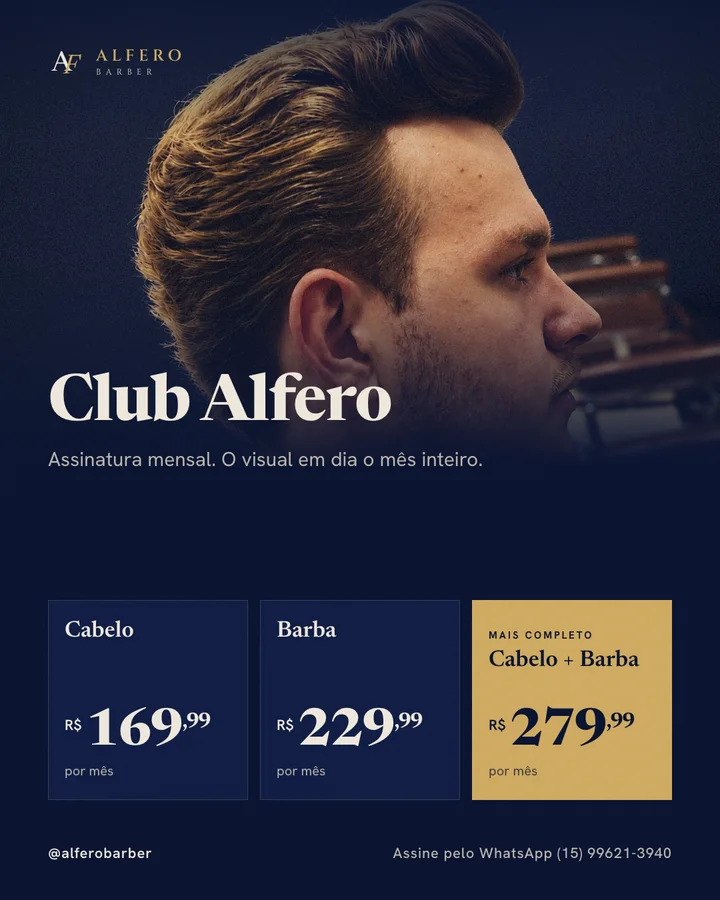 AF ALFERO
BARBER
Club Alfero
Assinatura mensal. O visual em dia o mês inteiro.
Cabelo
R$ 169,99
por mês
Barba
R$ 229,99
por mês
MAIS COMPLETO
Cabelo + Barba
R$ 279,99
por mês
@alferobarber
Assine pelo WhatsApp (15) 99621-3940